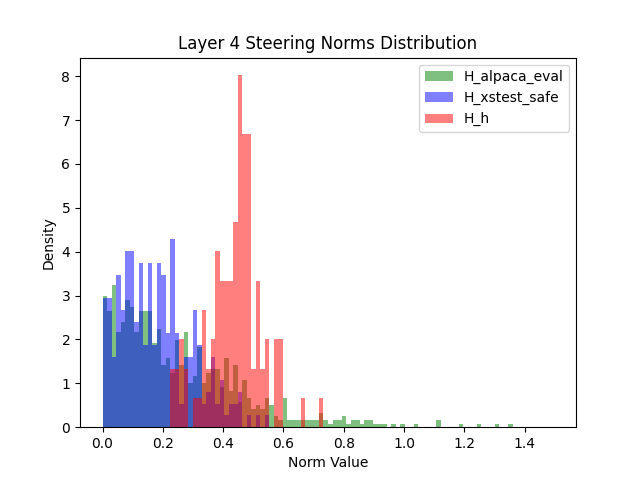 Layer 4 Steering Norms Distribution
H_alpaca_eval
H_xstest_safe
H_h
Density
8
7
6
5
4
3
2
1
0
0.0 0.2 0.4 0.6 0.8 1.0 1.2 1.4
Norm Value